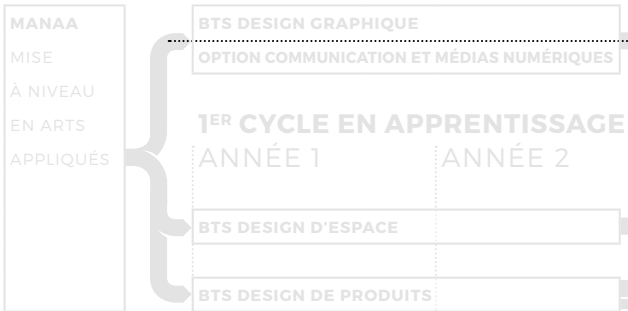 MANAA
MISE
À NIVEAU
EN ARTS
APPLIQUÉS
BTS DESIGN GRAPHIQUE
OPTION COMMUNICATION ET MÉDIAS NUMÉRIQUES
1ER CYCLE EN APPRENTISSAGE
ANNÉE 1 ANNÉE 2
BTS DESIGN D'ESPACE
BTS DESIGN DE PRODUITS